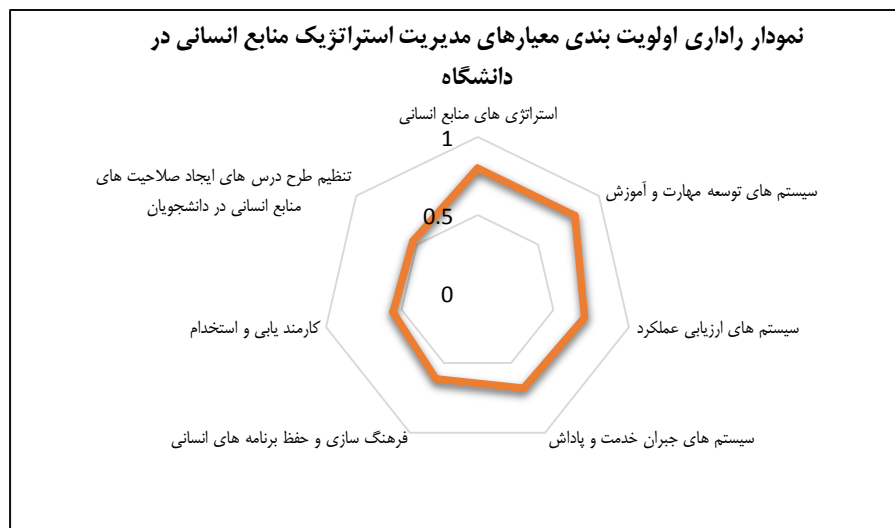 نمودار راداری اولویت بندی معیارهای مدیریت استراتژیک منابع انسانی در
دانشگاه
استراتژی های منابع انسانی
1
سیستم های توسعه مهارت و آموزش
تنظیم طرح درس های ایجاد صلاحیت های
منابع انسانی در دانشجویان
0.5
0
سیستم های ارزیابی عملکرد
کارمند یابی و استخدام
سیستم های جبران خدمت و پاداش
فرهنگ سازی و حفظ برنامه های انسانی